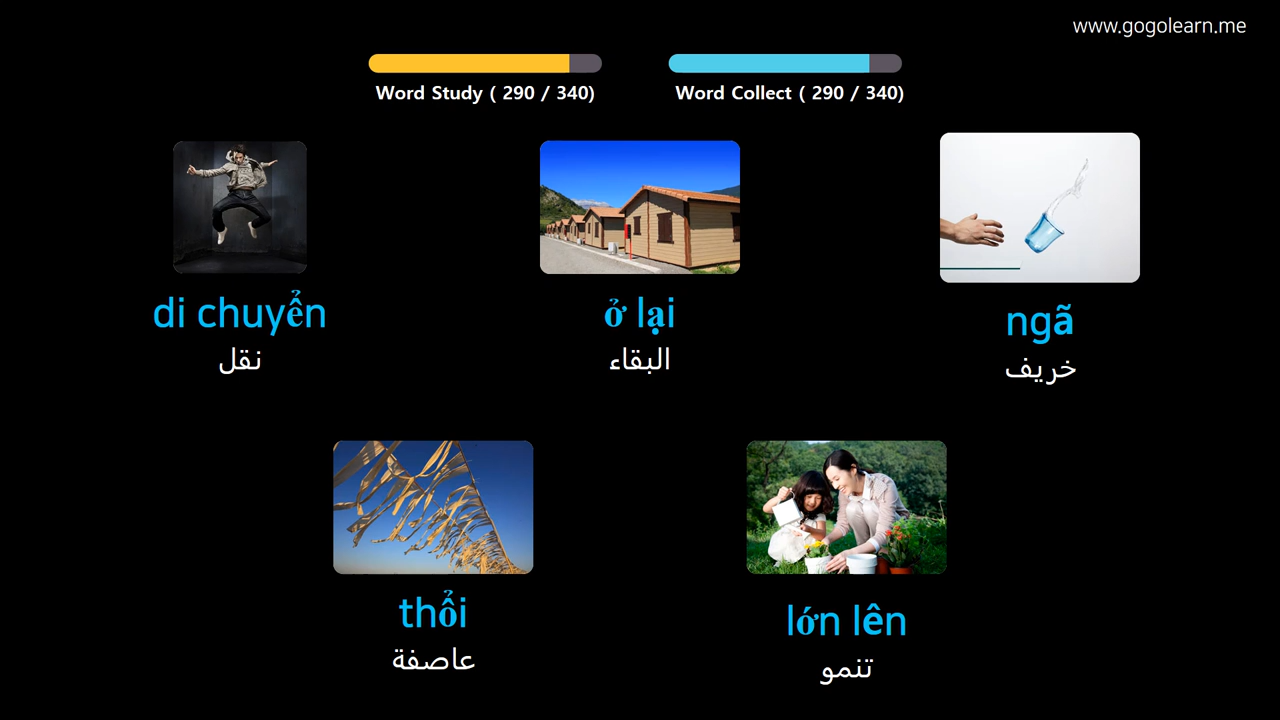 www.gogolearn.me
Word Study ( 290 / 340)
Word Collect ( 290 / 340)
di chuyển
نقل
ở lại
البقاء
ngã
خريف
thổi
عاصفة
lớn lên
تنمو